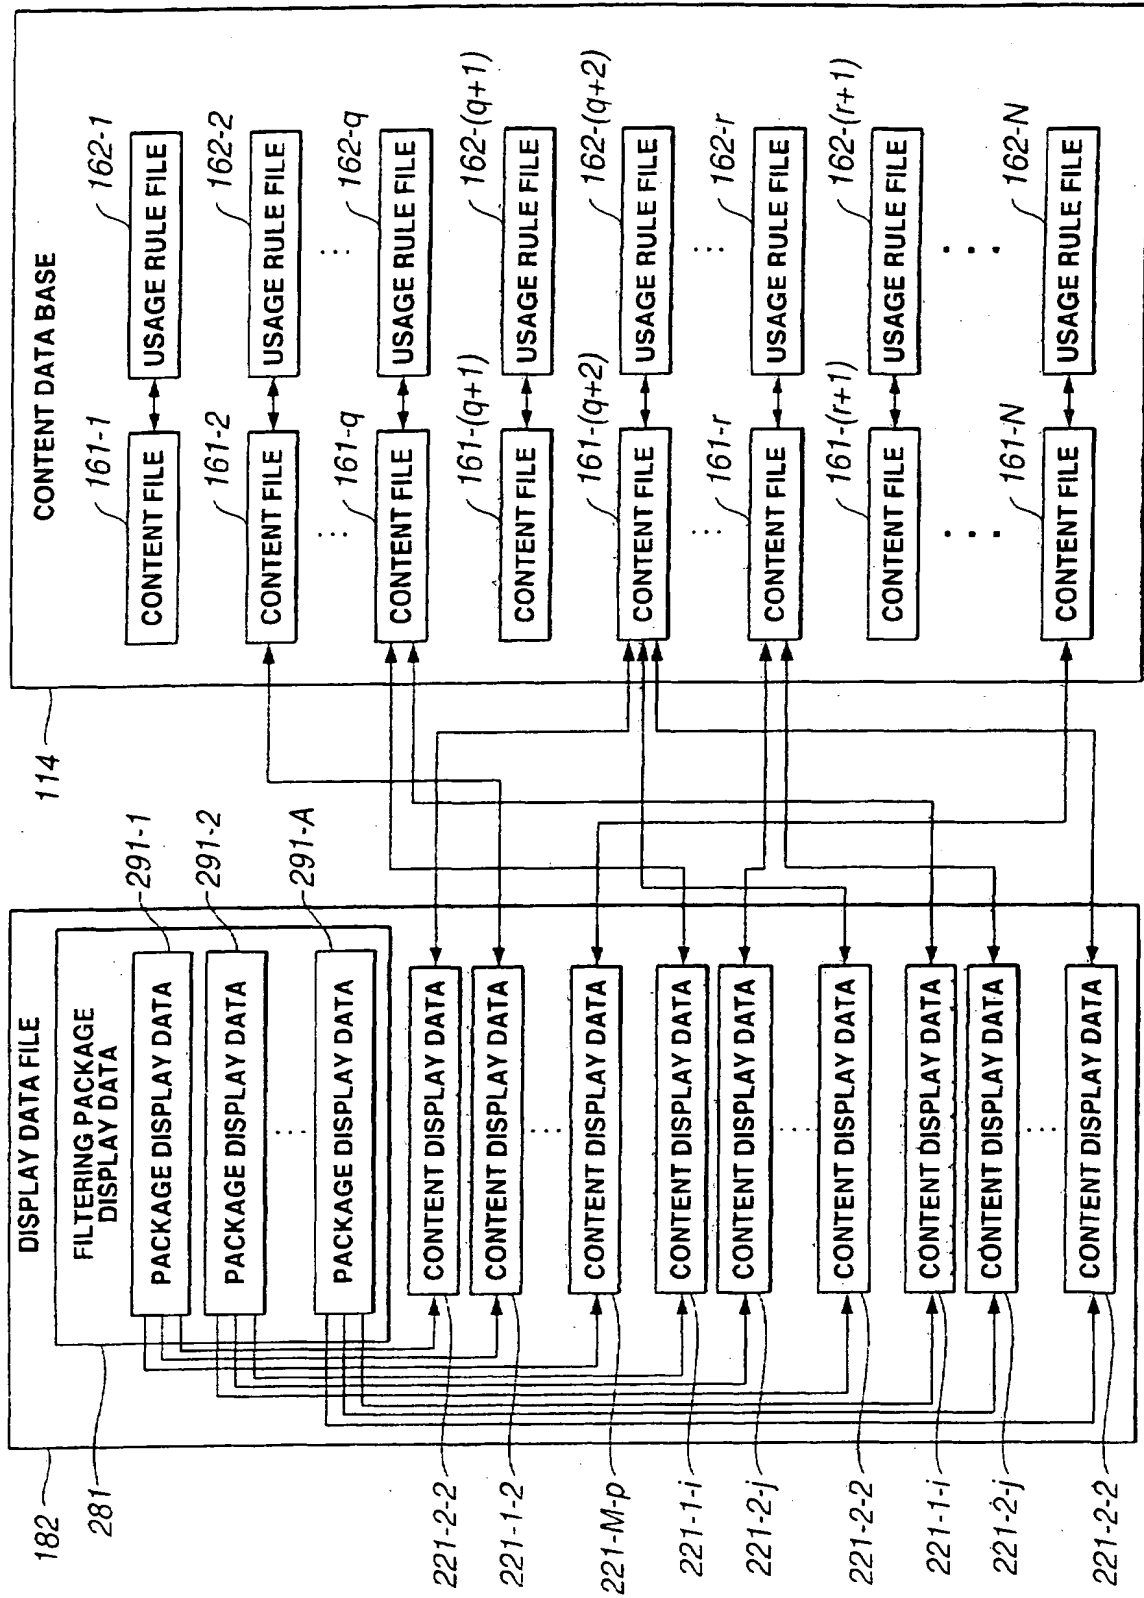 DISPLAY DATA FILE
FILTERING PACKAGE
DISPLAY DATA
PACKAGE DISPLAY DATA
PACKAGE DISPLAY DATA
PACKAGE DISPLAY DATA
CONTENT DISPLAY DATA
CONTENT DISPLAY DATA
CONTENT DISPLAY DATA
CONTENT DISPLAY DATA
CONTENT DISPLAY DATA
CONTENT DISPLAY DATA
CONTENT DISPLAY DATA
CONTENT DISPLAY DATA
CONTENT DISPLAY DATA
182
281
221-2-2
221-1-2
221-M-p
221-1-i
221-2-j
221-2-2
221-1-i
221-2-j
221-2-2
291-1
291-2
291-A
114
CONTENT DATA BASE
161-1
CONTENT FILE
162-1
USAGE RULE FILE
161-2
CONTENT FILE
162-2
USAGE RULE FILE
161-q
CONTENT FILE
162-q
USAGE RULE FILE
161-(q+1)
CONTENT FILE
162-(q+1)
USAGE RULE FILE
161-(q+2)
CONTENT FILE
162-(q+2)
USAGE RULE FILE
161-r
CONTENT FILE
162-r
USAGE RULE FILE
161-(r+1)
CONTENT FILE
162-(r+1)
USAGE RULE FILE
161-N
CONTENT FILE
162-N
USAGE RULE FILE